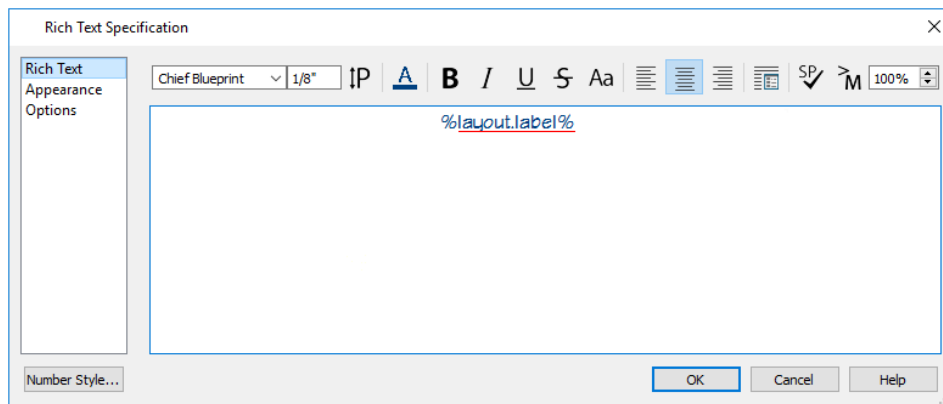 Rich Text Specification
Rich Text
Appearance
Options
Chief Blueprint 1/8" P A B I U S Aa SP M 100%
%layout.label%
Number Style... OK Cancel Help